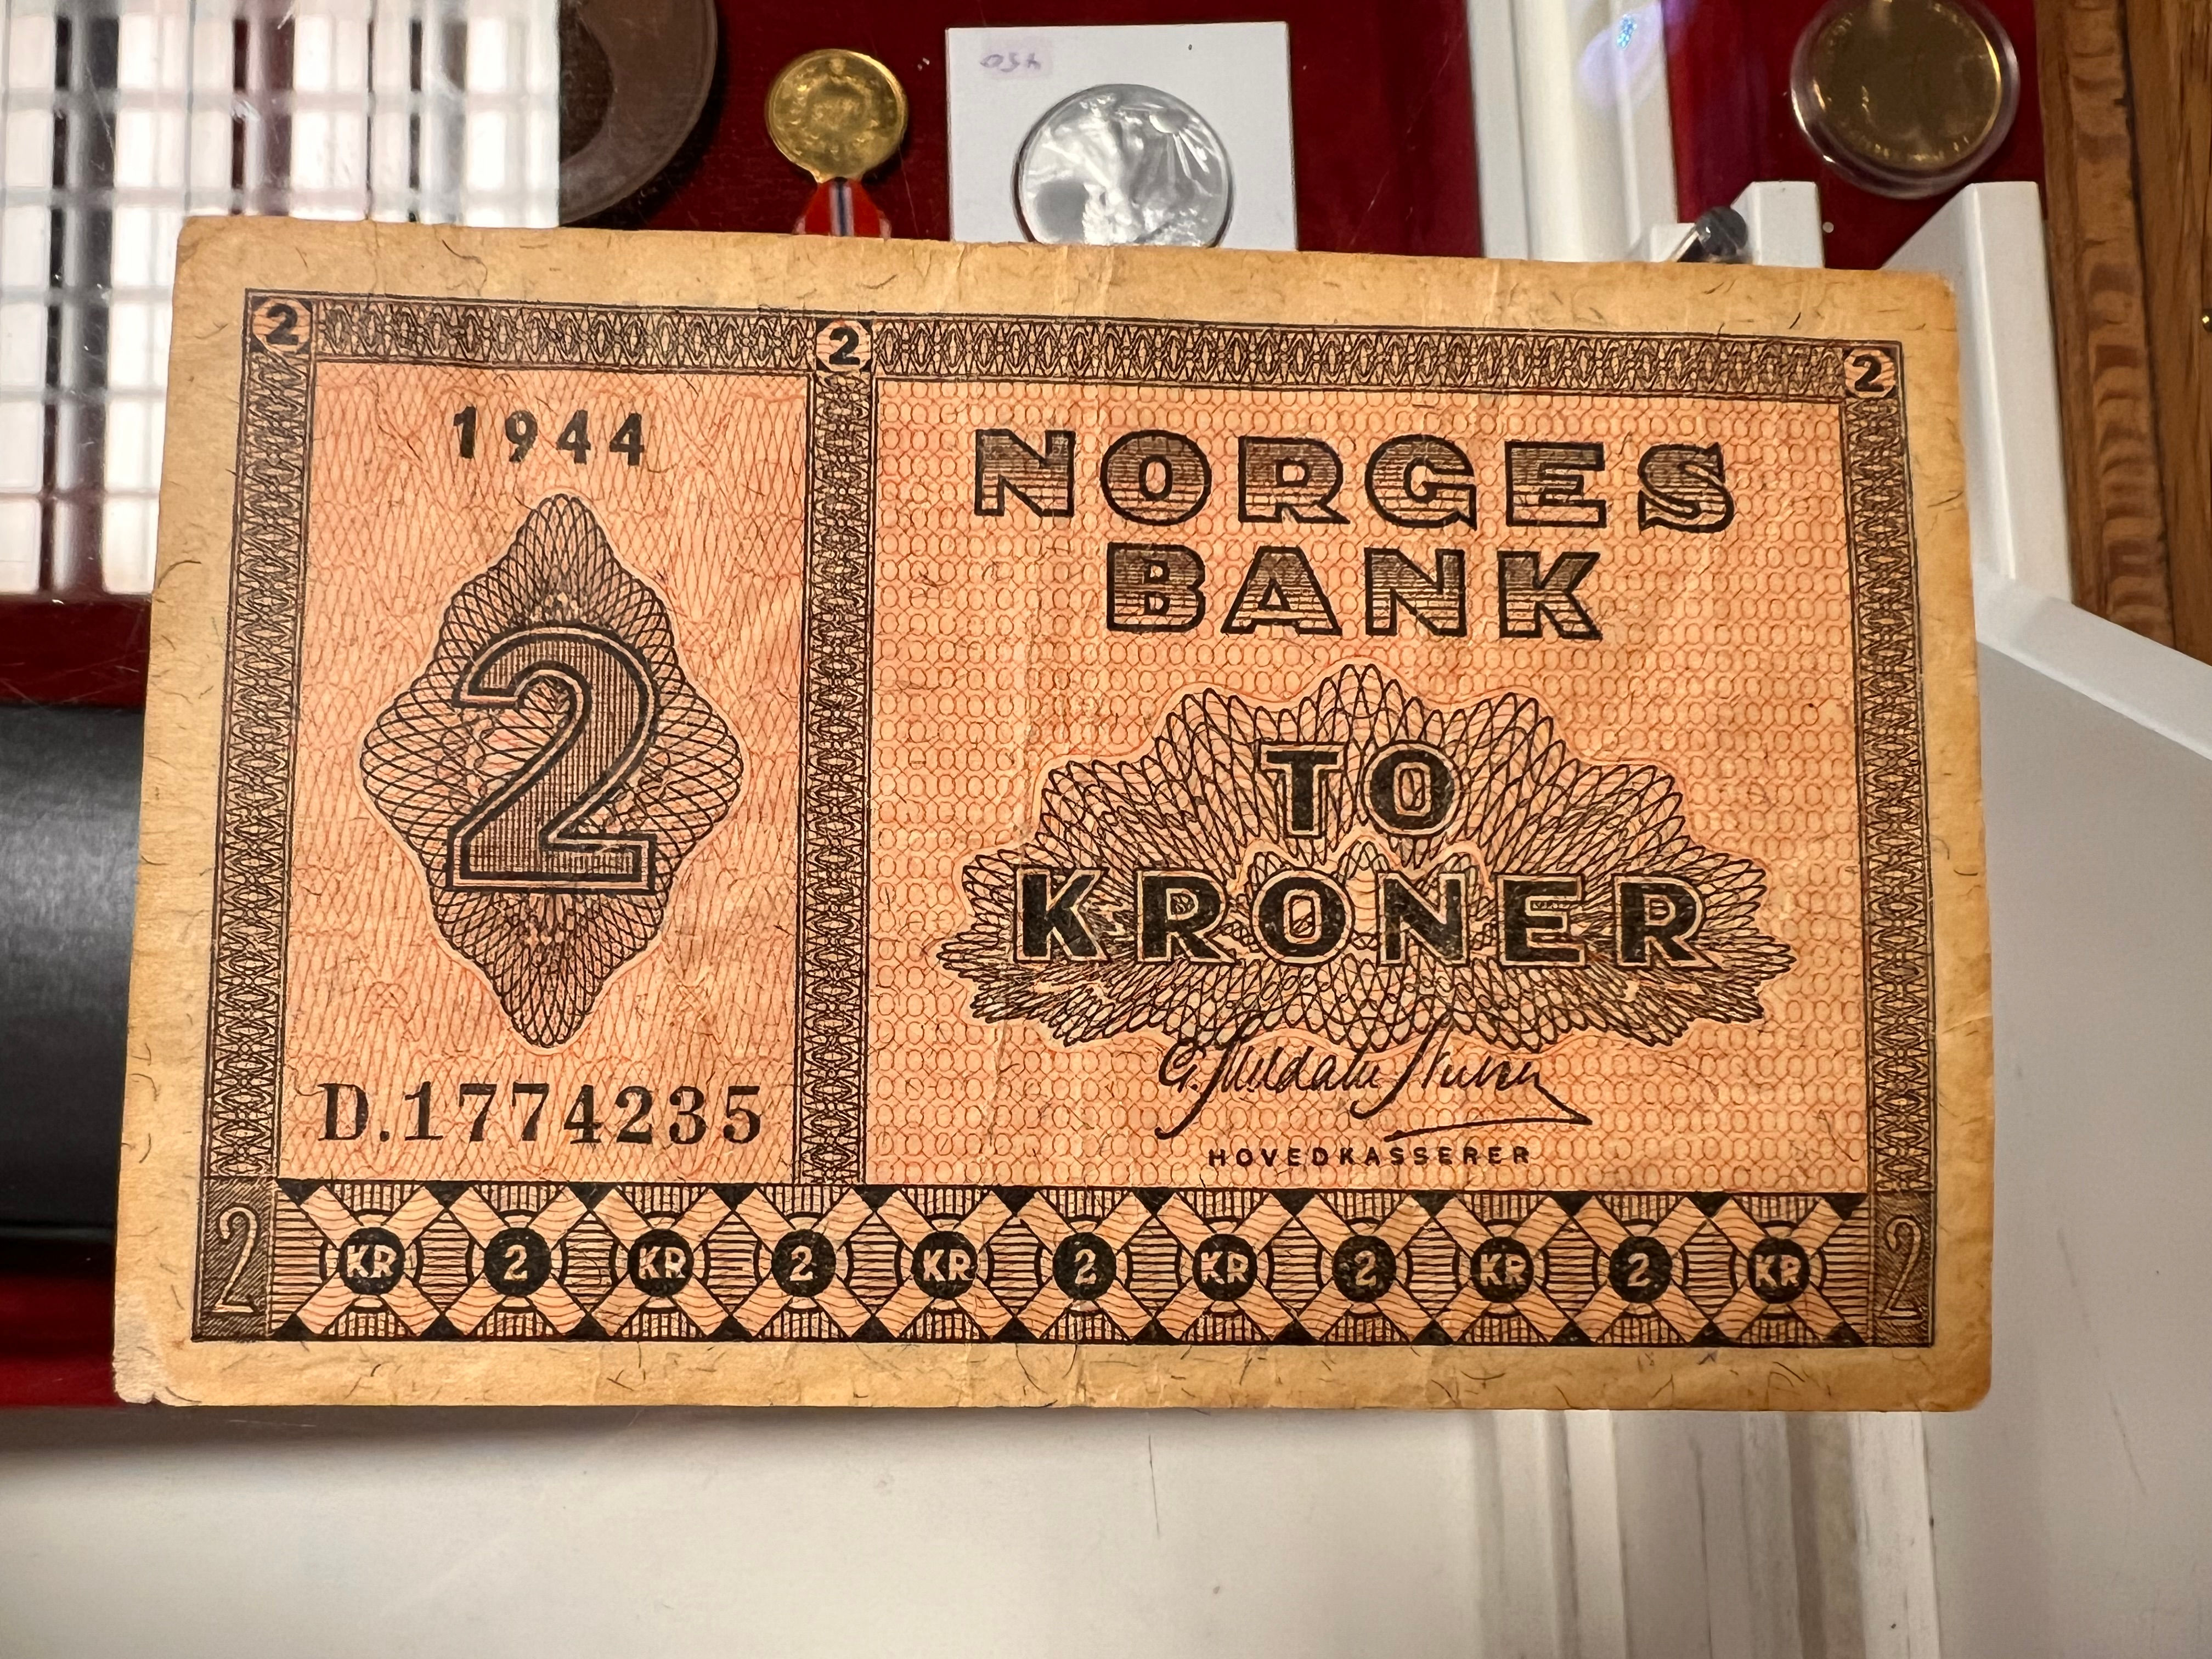 450
2 2 2
1944
NORGES
BANK
2
TO
KRONER
D.1774235
HOVEDKASSERER
2 KR 2 KR 2 KR 2 KR 2 KR 2 KR 2